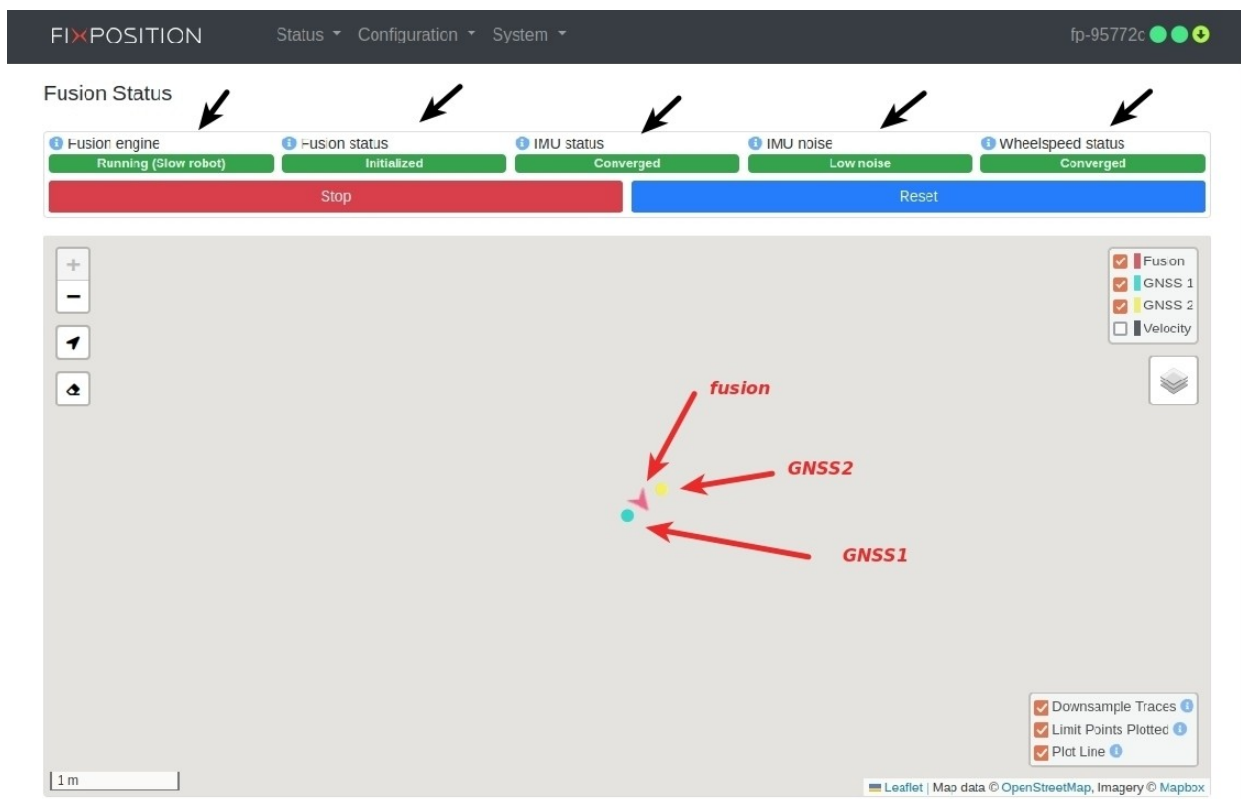 FIXPOSITION Status Configuration System fp-95772c
Fusion Status
Fusion engine Fusion status IMU status IMU noise Wheelspeed status
Running (Slow robot) Initialized Converged Low noise Converged
Stop Reset
+
−
Fusion
GNSS 1
GNSS 2
Velocity
fusion
GNSS2
GNSS1
Downsample Traces
Limit Points Plotted
Plot Line
1 m
Leaflet | Map data © OpenStreetMap, Imagery © Mapbox